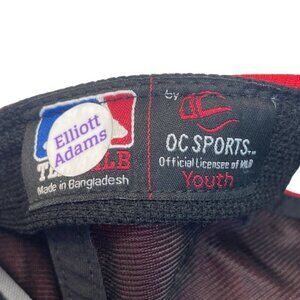 Elliott
Adams
Made in Bangladesh
by
OC SPORTS
Official Licensee of MLB
Youth